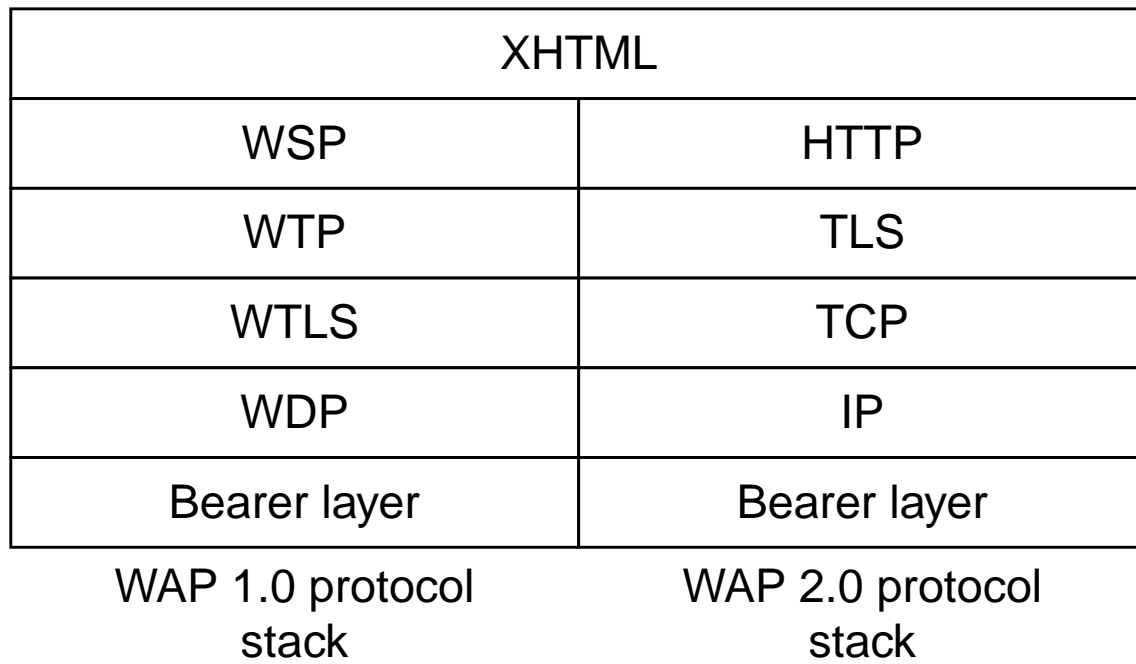 XHTML
WSP HTTP
WTP TLS
WTLS TCP
WDP IP
Bearer layer Bearer layer
WAP 1.0 protocol WAP 2.0 protocol
stack stack